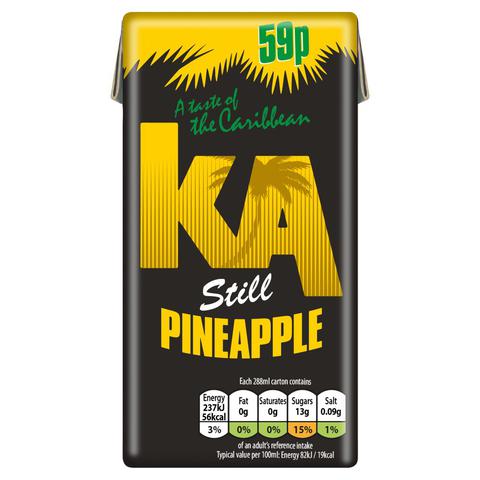 59p
A taste of
the Caribbean
KA
Still
PINEAPPLE
Each 288ml carton contains
Energy Fat Saturates Sugars Salt
237kJ 0g 0g 13g 0.09g
56kcal
3% 0% 0% 15% 1%
of an adult's reference intake
Typical value per 100ml: Energy 82kJ / 19kcal